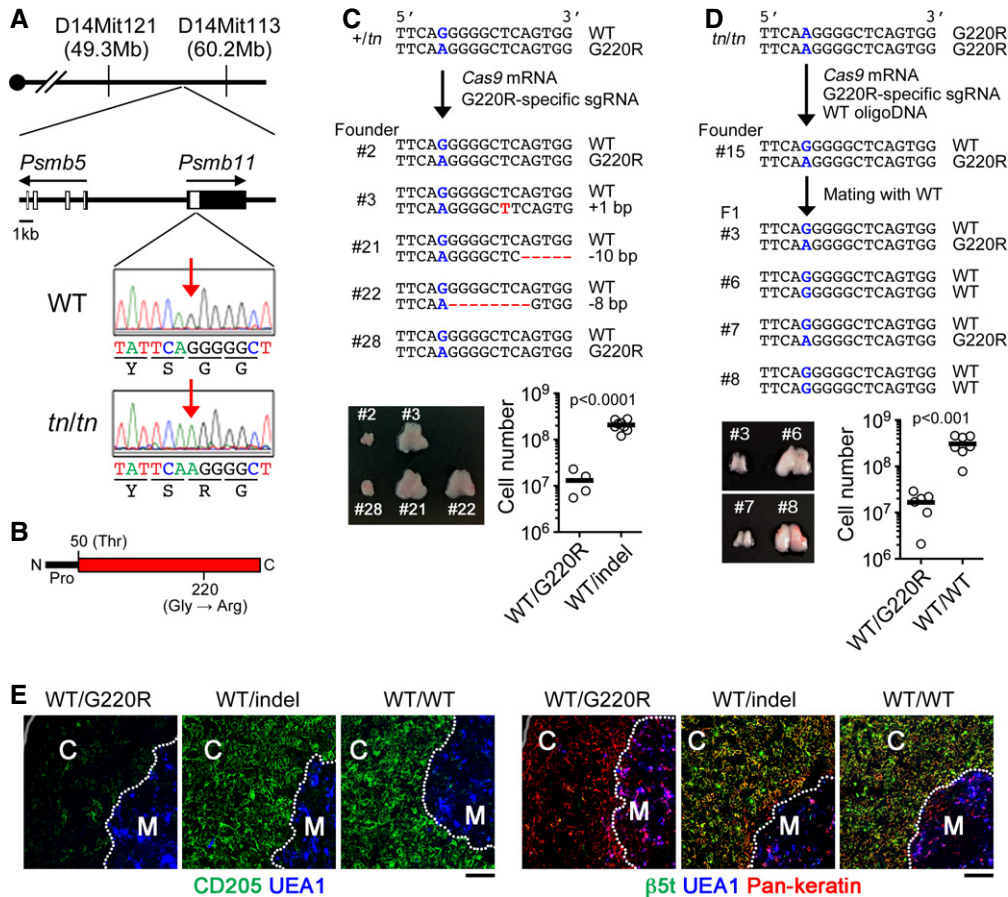 A
D14Mit121 D14Mit113
(49.3Mb) (60.2Mb)
Psmb5 Psmb11
1kb
WT
TATTCAGGGGGCT
Y S G G
tn/tn
TATTCAAGGGGCT
Y S R G
B
50 (Thr)
N C
Pro
220
(Gly → Arg)
C
5′ 3′
+/tn TTCAGGGGGCTCAGTGG WT
TTCAAGGGGCTCAGTGG G220R
Cas9 mRNA
G220R-specific sgRNA
Founder
#2 TTCAGGGGGCTCAGTGG WT
TTCAAGGGGCTCAGTGG G220R
#3 TTCAGGGGGCTCAGTGG WT
TTCAAGGGGCTTCAGTG +1 bp
#21 TTCAGGGGGCTCAGTGG WT
TTCAAGGGGCTC----- -10 bp
#22 TTCAGGGGGCTCAGTGG WT
TTCAA--------GTGG -8 bp
#28 TTCAGGGGGCTCAGTGG WT
TTCAAGGGGCTCAGTGG G220R
#2 #3
#28 #21 #22
Cell number
10⁹
10⁸
10⁷
10⁶
p<0.0001
WT/G220R
WT/indel
D
5′ 3′
tn/tn TTCAAGGGGCTCAGTGG G220R
TTCAAGGGGCTCAGTGG G220R
Cas9 mRNA
G220R-specific sgRNA
WT oligoDNA
Founder
#15 TTCAGGGGGCTCAGTGG WT
TTCAAGGGGCTCAGTGG G220R
Mating with WT
F1
#3 TTCAGGGGGCTCAGTGG WT
TTCAAGGGGCTCAGTGG G220R
#6 TTCAGGGGGCTCAGTGG WT
TTCAGGGGGCTCAGTGG WT
#7 TTCAGGGGGCTCAGTGG WT
TTCAAGGGGCTCAGTGG G220R
#8 TTCAGGGGGCTCAGTGG WT
TTCAGGGGGCTCAGTGG WT
#3 #6
#7 #8
Cell number
10⁹
10⁸
10⁷
10⁶
p<0.001
WT/G220R
WT/WT
E
WT/G220R WT/indel WT/WT
C C C
M M M
CD205 UEA1
WT/G220R WT/indel WT/WT
C C C
M M M
β5t UEA1 Pan-keratin